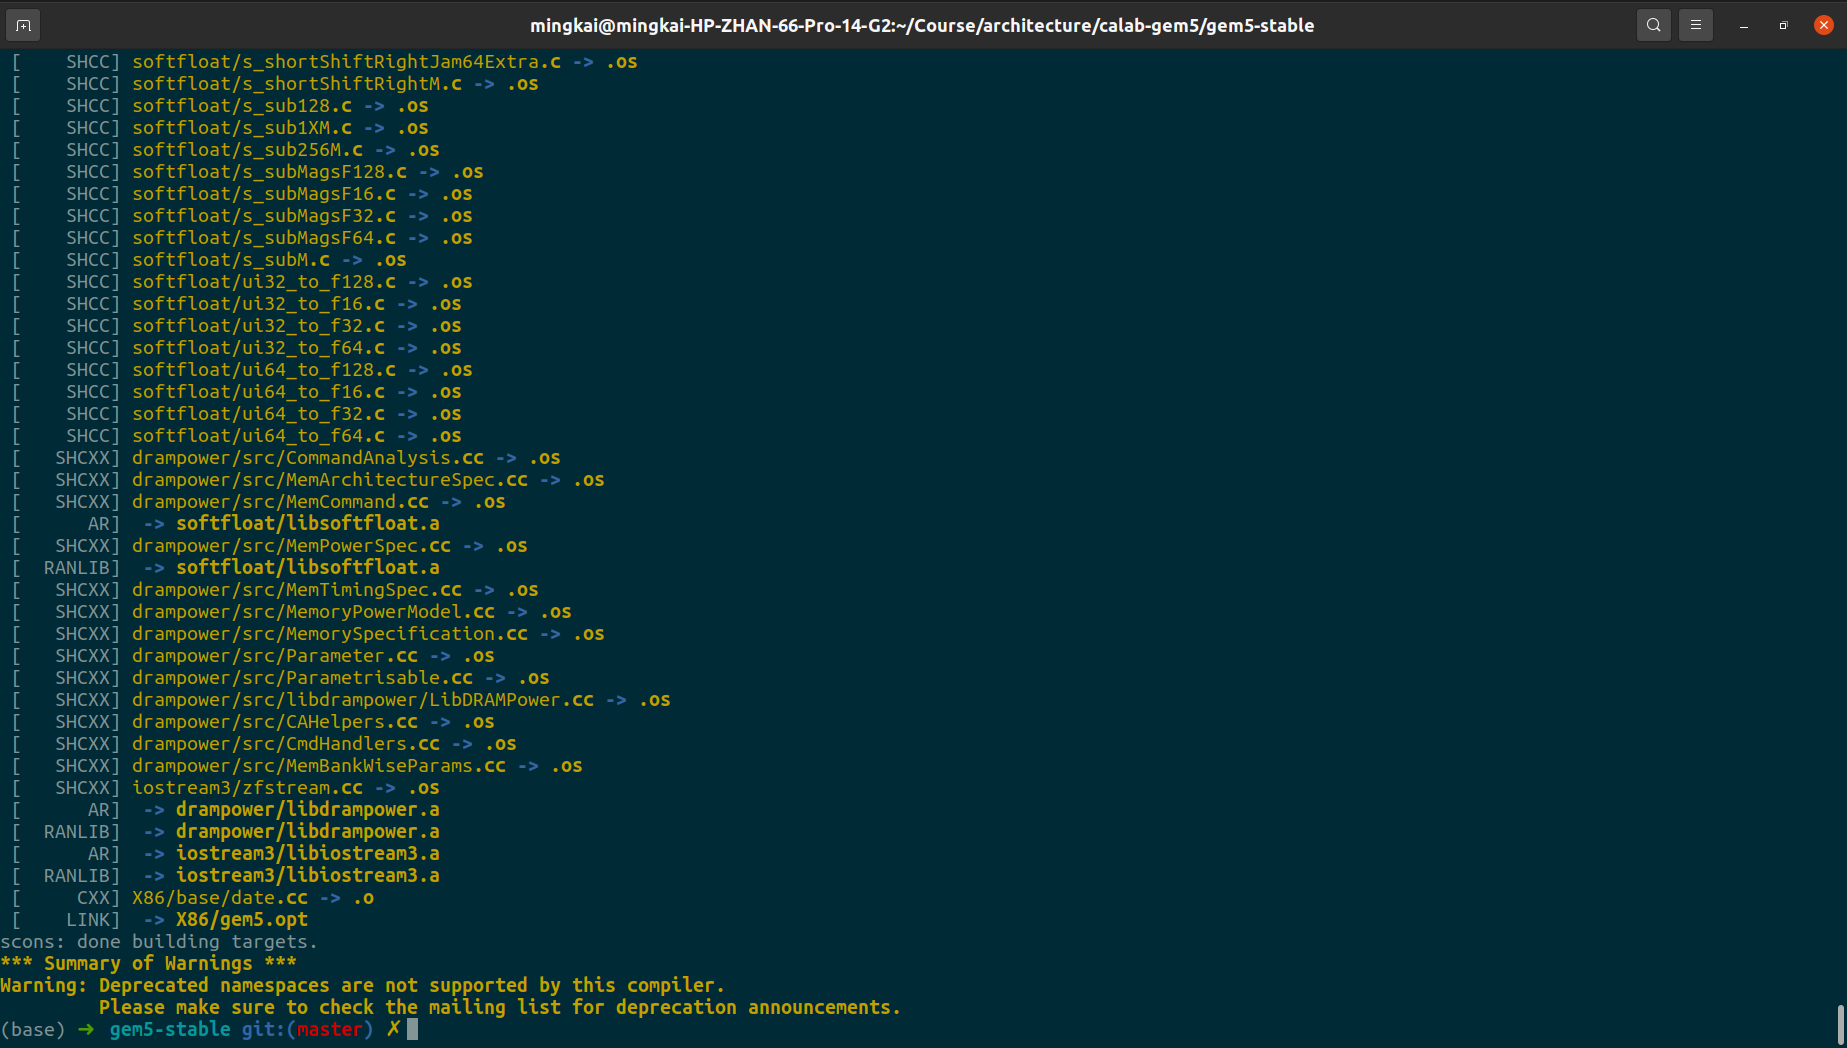 mingkai@mingkai-HP-ZHAN-66-Pro-14-G2:~/Course/architecture/calab-gem5/gem5-stable
[    SHCC] softfloat/s_shortShiftRightJam64Extra.c -> .os
[    SHCC] softfloat/s_shortShiftRightM.c -> .os
[    SHCC] softfloat/s_sub128.c -> .os
[    SHCC] softfloat/s_sub1XM.c -> .os
[    SHCC] softfloat/s_sub256M.c -> .os
[    SHCC] softfloat/s_subMagsF128.c -> .os
[    SHCC] softfloat/s_subMagsF16.c -> .os
[    SHCC] softfloat/s_subMagsF32.c -> .os
[    SHCC] softfloat/s_subMagsF64.c -> .os
[    SHCC] softfloat/s_subM.c -> .os
[    SHCC] softfloat/ui32_to_f128.c -> .os
[    SHCC] softfloat/ui32_to_f16.c -> .os
[    SHCC] softfloat/ui32_to_f32.c -> .os
[    SHCC] softfloat/ui32_to_f64.c -> .os
[    SHCC] softfloat/ui64_to_f128.c -> .os
[    SHCC] softfloat/ui64_to_f16.c -> .os
[    SHCC] softfloat/ui64_to_f32.c -> .os
[    SHCC] softfloat/ui64_to_f64.c -> .os
[   SHCXX] drampower/src/CommandAnalysis.cc -> .os
[   SHCXX] drampower/src/MemArchitectureSpec.cc -> .os
[   SHCXX] drampower/src/MemCommand.cc -> .os
[      AR]  -> softfloat/libsoftfloat.a
[   SHCXX] drampower/src/MemPowerSpec.cc -> .os
[  RANLIB]  -> softfloat/libsoftfloat.a
[   SHCXX] drampower/src/MemTimingSpec.cc -> .os
[   SHCXX] drampower/src/MemoryPowerModel.cc -> .os
[   SHCXX] drampower/src/MemorySpecification.cc -> .os
[   SHCXX] drampower/src/Parameter.cc -> .os
[   SHCXX] drampower/src/Parametrisable.cc -> .os
[   SHCXX] drampower/src/libdrampower/LibDRAMPower.cc -> .os
[   SHCXX] drampower/src/CAHelpers.cc -> .os
[   SHCXX] drampower/src/CmdHandlers.cc -> .os
[   SHCXX] drampower/src/MemBankWiseParams.cc -> .os
[   SHCXX] iostream3/zfstream.cc -> .os
[      AR]  -> drampower/libdrampower.a
[  RANLIB]  -> drampower/libdrampower.a
[      AR]  -> iostream3/libiostream3.a
[  RANLIB]  -> iostream3/libiostream3.a
[     CXX] X86/base/date.cc -> .o
[    LINK]  -> X86/gem5.opt
scons: done building targets.
*** Summary of Warnings ***
Warning: Deprecated namespaces are not supported by this compiler.
         Please make sure to check the mailing list for deprecation announcements.
(base) ➜  gem5-stable git:(master) ✗